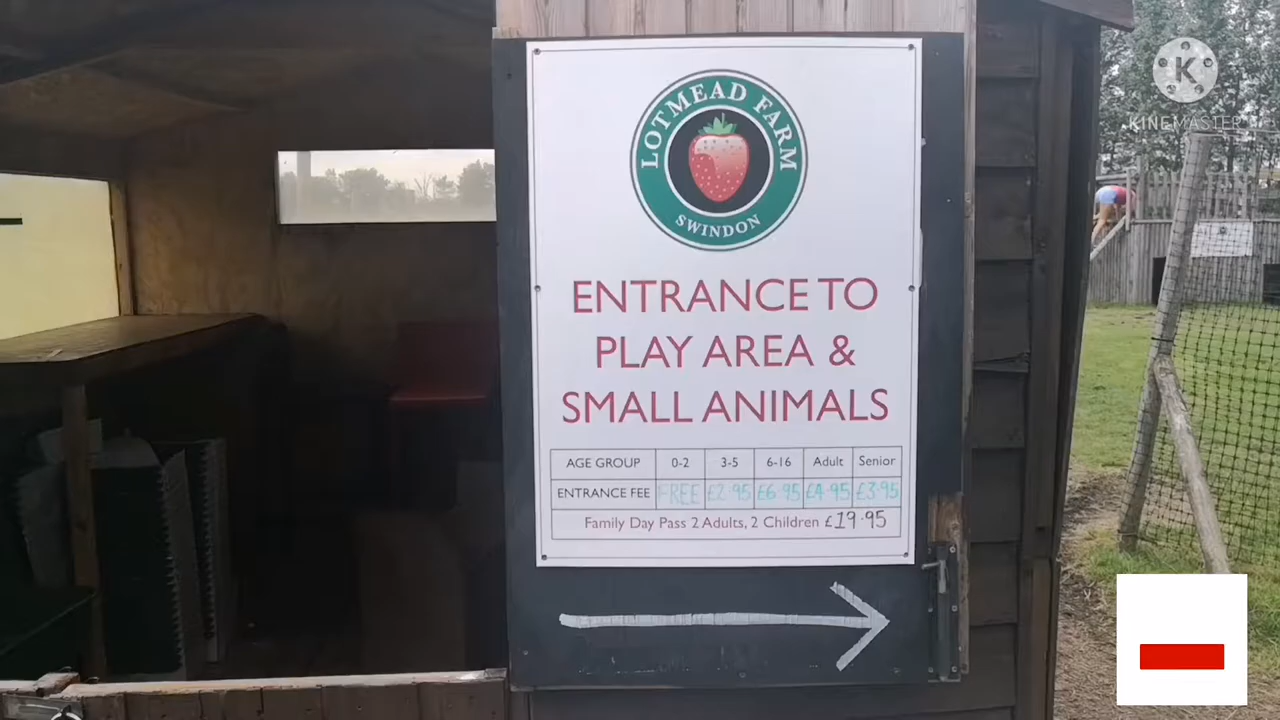 LOTMEAD FARM
SWINDON
ENTRANCE TO
PLAY AREA &
SMALL ANIMALS
AGE GROUP 0-2 3-5 6-16 Adult Senior
ENTRANCE FEE FREE £2.95 £6.95 £4.95 £3.95
Family Day Pass 2 Adults, 2 Children £19.95
K
KINEMASTER